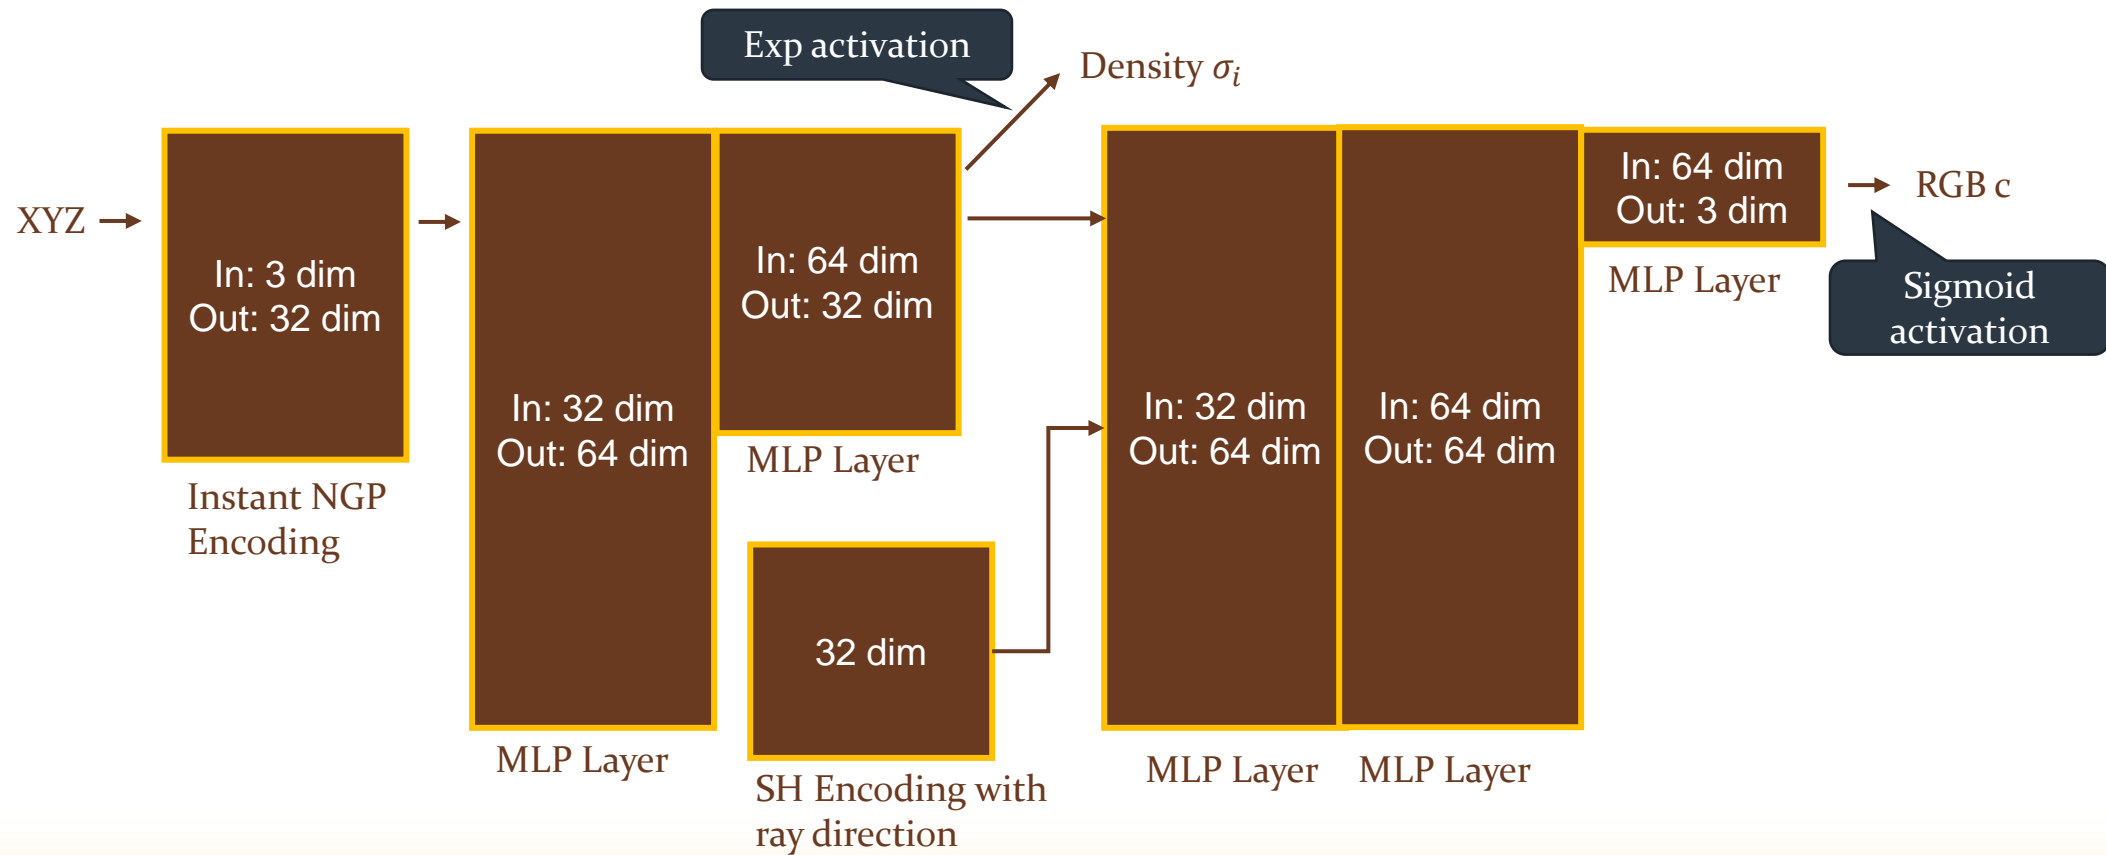 Exp activation
Density σᵢ
XYZ
In: 3 dim
Out: 32 dim
Instant NGP
Encoding
In: 32 dim
Out: 64 dim
MLP Layer
In: 64 dim
Out: 32 dim
MLP Layer
32 dim
SH Encoding with
ray direction
In: 32 dim
Out: 64 dim
MLP Layer
In: 64 dim
Out: 64 dim
MLP Layer
In: 64 dim
Out: 3 dim
MLP Layer
RGB c
Sigmoid
activation